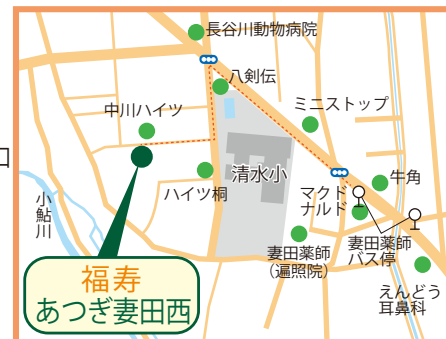 長谷川動物病院
八剣伝
中川ハイツ
ミニストップ
清水小
ハイツ桐
牛角
マクド
ナルド
小鮎川
妻田薬師
(遍照院)
妻田薬師
バス停
えんどう
耳鼻科
福寿
あつぎ妻田西